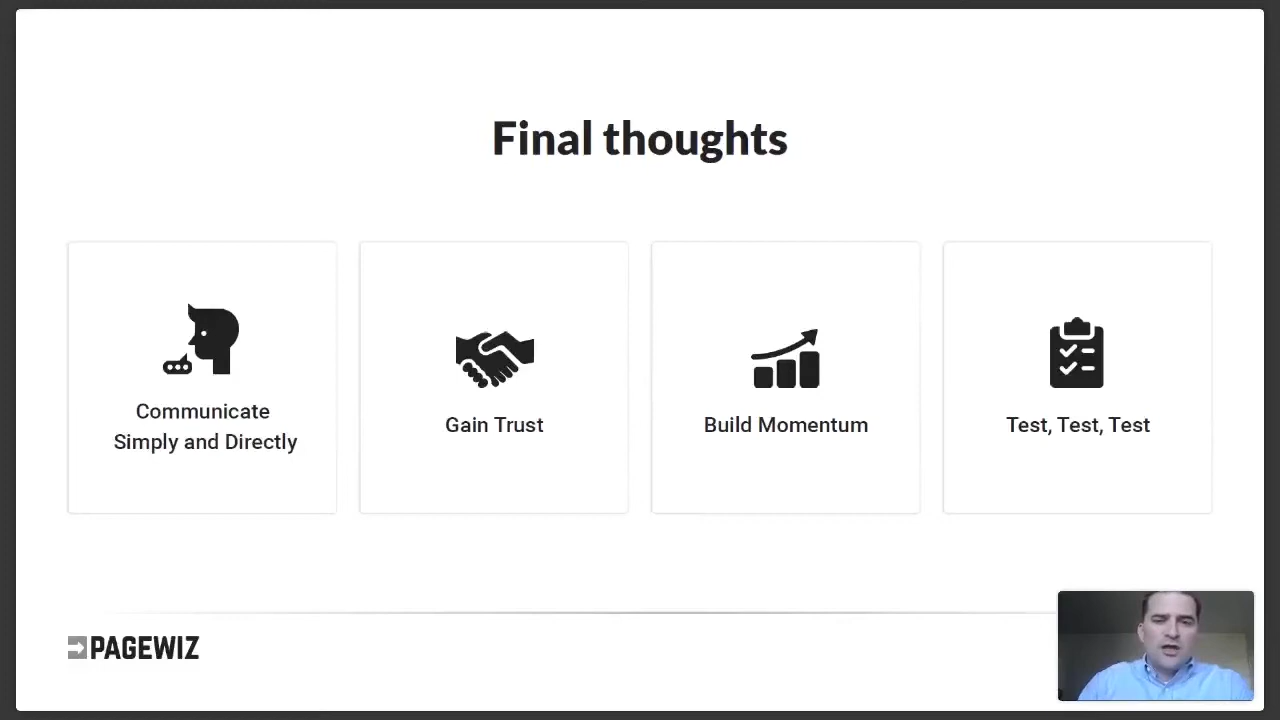 Final thoughts
Communicate
Simply and Directly
Gain Trust
Build Momentum
Test, Test, Test
PAGEWIZ